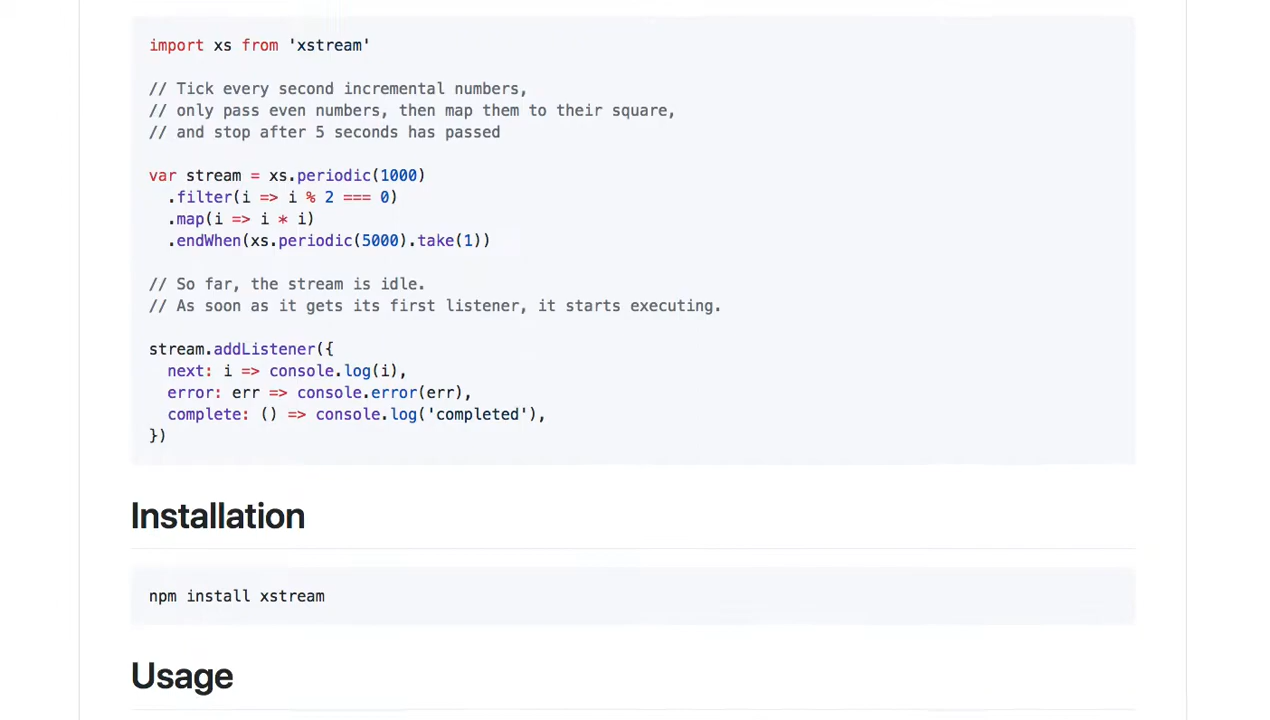 import xs from 'xstream'
// Tick every second incremental numbers,
// only pass even numbers, then map them to their square,
// and stop after 5 seconds has passed
var stream = xs.periodic(1000)
  .filter(i => i % 2 === 0)
  .map(i => i * i)
  .endWhen(xs.periodic(5000).take(1))
// So far, the stream is idle.
// As soon as it gets its first listener, it starts executing.
stream.addListener({
  next: i => console.log(i),
  error: err => console.error(err),
  complete: () => console.log('completed'),
})
Installation
npm install xstream
Usage